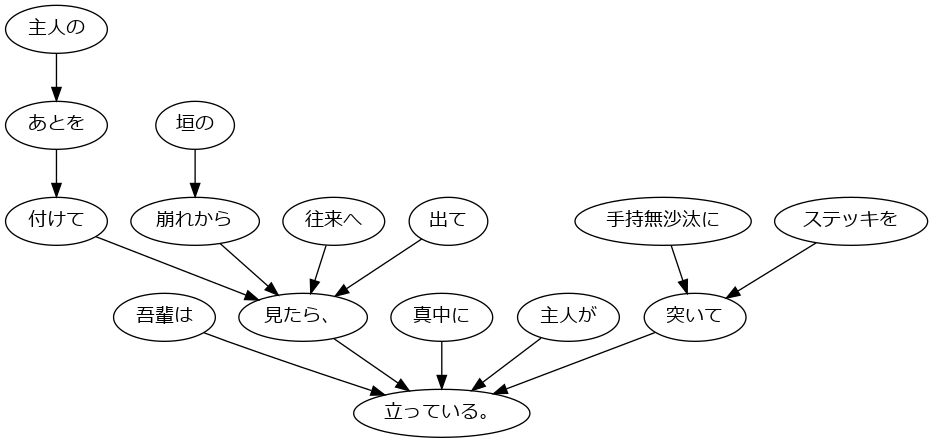 主人の
あとを
垣の
付けて
崩れから
往来へ
出て
手持無沙汰に
ステッキを
吾輩は
見たら、
真中に
主人が
突いて
立っている。